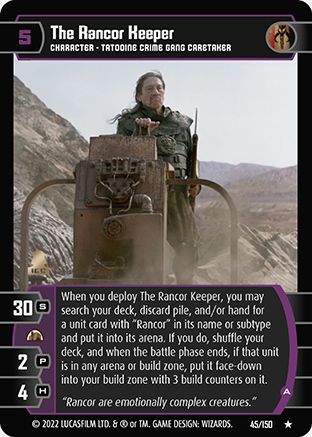 5
The Rancor Keeper
CHARACTER - TATOOINE CRIME GANG CARETAKER
IGC
30 S
2 P
4 H
When you deploy The Rancor Keeper, you may
search your deck, discard pile, and/or hand for
a unit card with “Rancor” in its name or subtype
and put it into its arena. If you do, shuffle your
deck, and when the battle phase ends, if that unit
is in any arena or build zone, put it face-down
into your build zone with 3 build counters on it.
A
“Rancor are emotionally complex creatures.”
© 2022 LUCASFILM LTD. & ® or TM. GAME DESIGN: WIZARDS.
45/150 ★